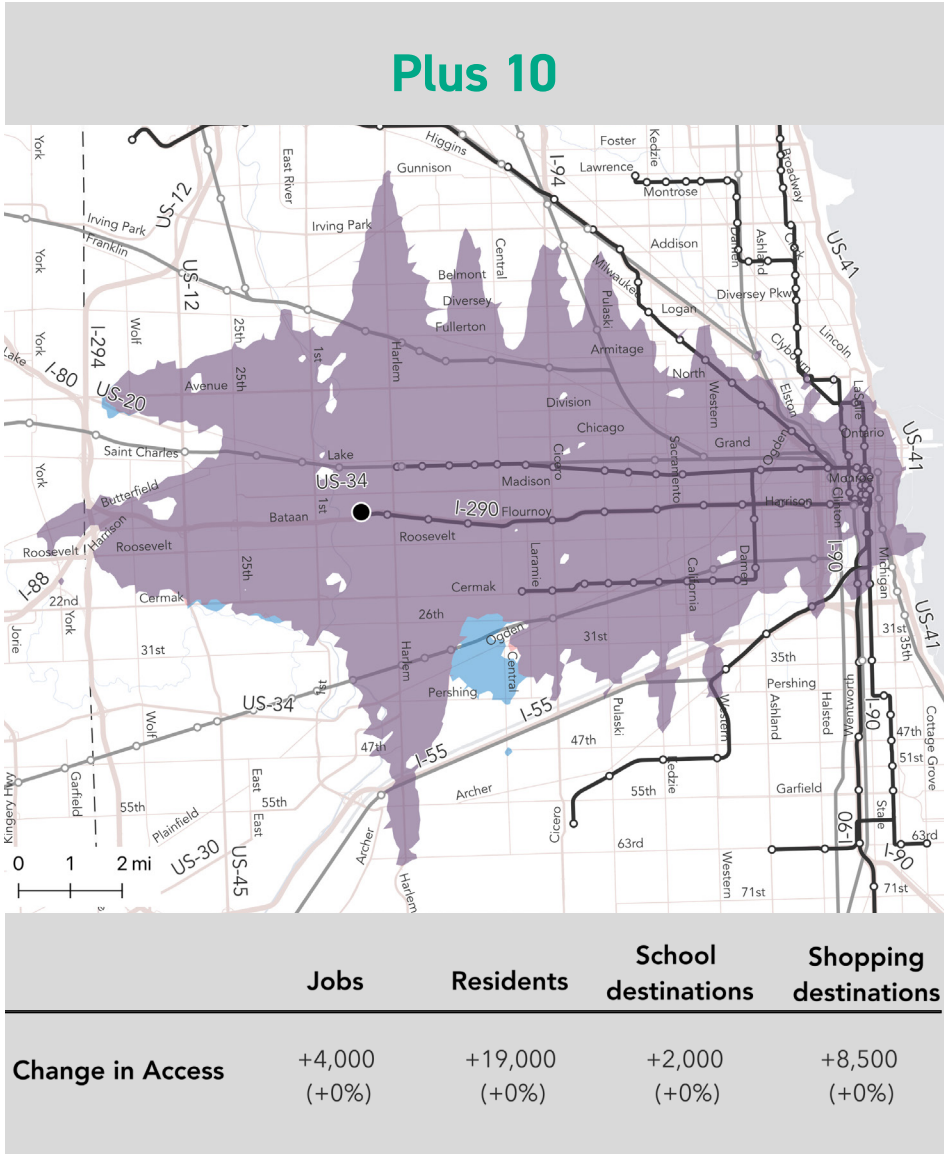 Plus 10
York
East River
US-12
Higgins
Gunnison
I-94
Foster
Lawrence
Kedzie
Montrose
Broadway
Irving Park
Franklin
Irving Park
Central
Addison
Damen
Ashland
Clark
US-41
York
US-12
Belmont
Diversey
Fullerton
Milwaukee
Pulaski
Diversey Pkwy
Logan
Lincoln
Clybourn
York
Lake
I-80
I-294
Wolf
25th
1st
Harlem
Armitage
North
Western
Elston
LaSalle
US-20
Avenue
25th
Division
Chicago
Grand
Ogden
Ontario
US-41
Saint Charles
Lake
US-34
Cicero
Madison
Sacramento
Monroe
York
Butterfield
Harrison
Bataan
1st
I-290
Flournoy
Harrison
Clinton
Roosevelt
Roosevelt
Roosevelt
I-88
25th
Laramie
Cermak
California
Damen
I-90
Michigan
22nd
York
Cermak
26th
Jorie
31st
Harlem
Ogden
Central
31st
35th
31st
35th
US-41
1st
US-34
Pershing
Pershing
Wolf
I-55
Pulaski
Western
Ashland
Halsted
Wentworth
I-90
47th
I-55
47th
47th
51st
Cottage Grove
Kingery Hwy
Garfield
55th
East
East
55th
Archer
Kedzie
55th
Garfield
Plainfield
US-30
US-45
Archer
Cicero
63rd
I-90
State
63rd
I-90
Harlem
Western
71st
71st
0 1 2 mi
Jobs
Residents
School
destinations
Shopping
destinations
Change in Access
+4,000
(+0%)
+19,000
(+0%)
+2,000
(+0%)
+8,500
(+0%)